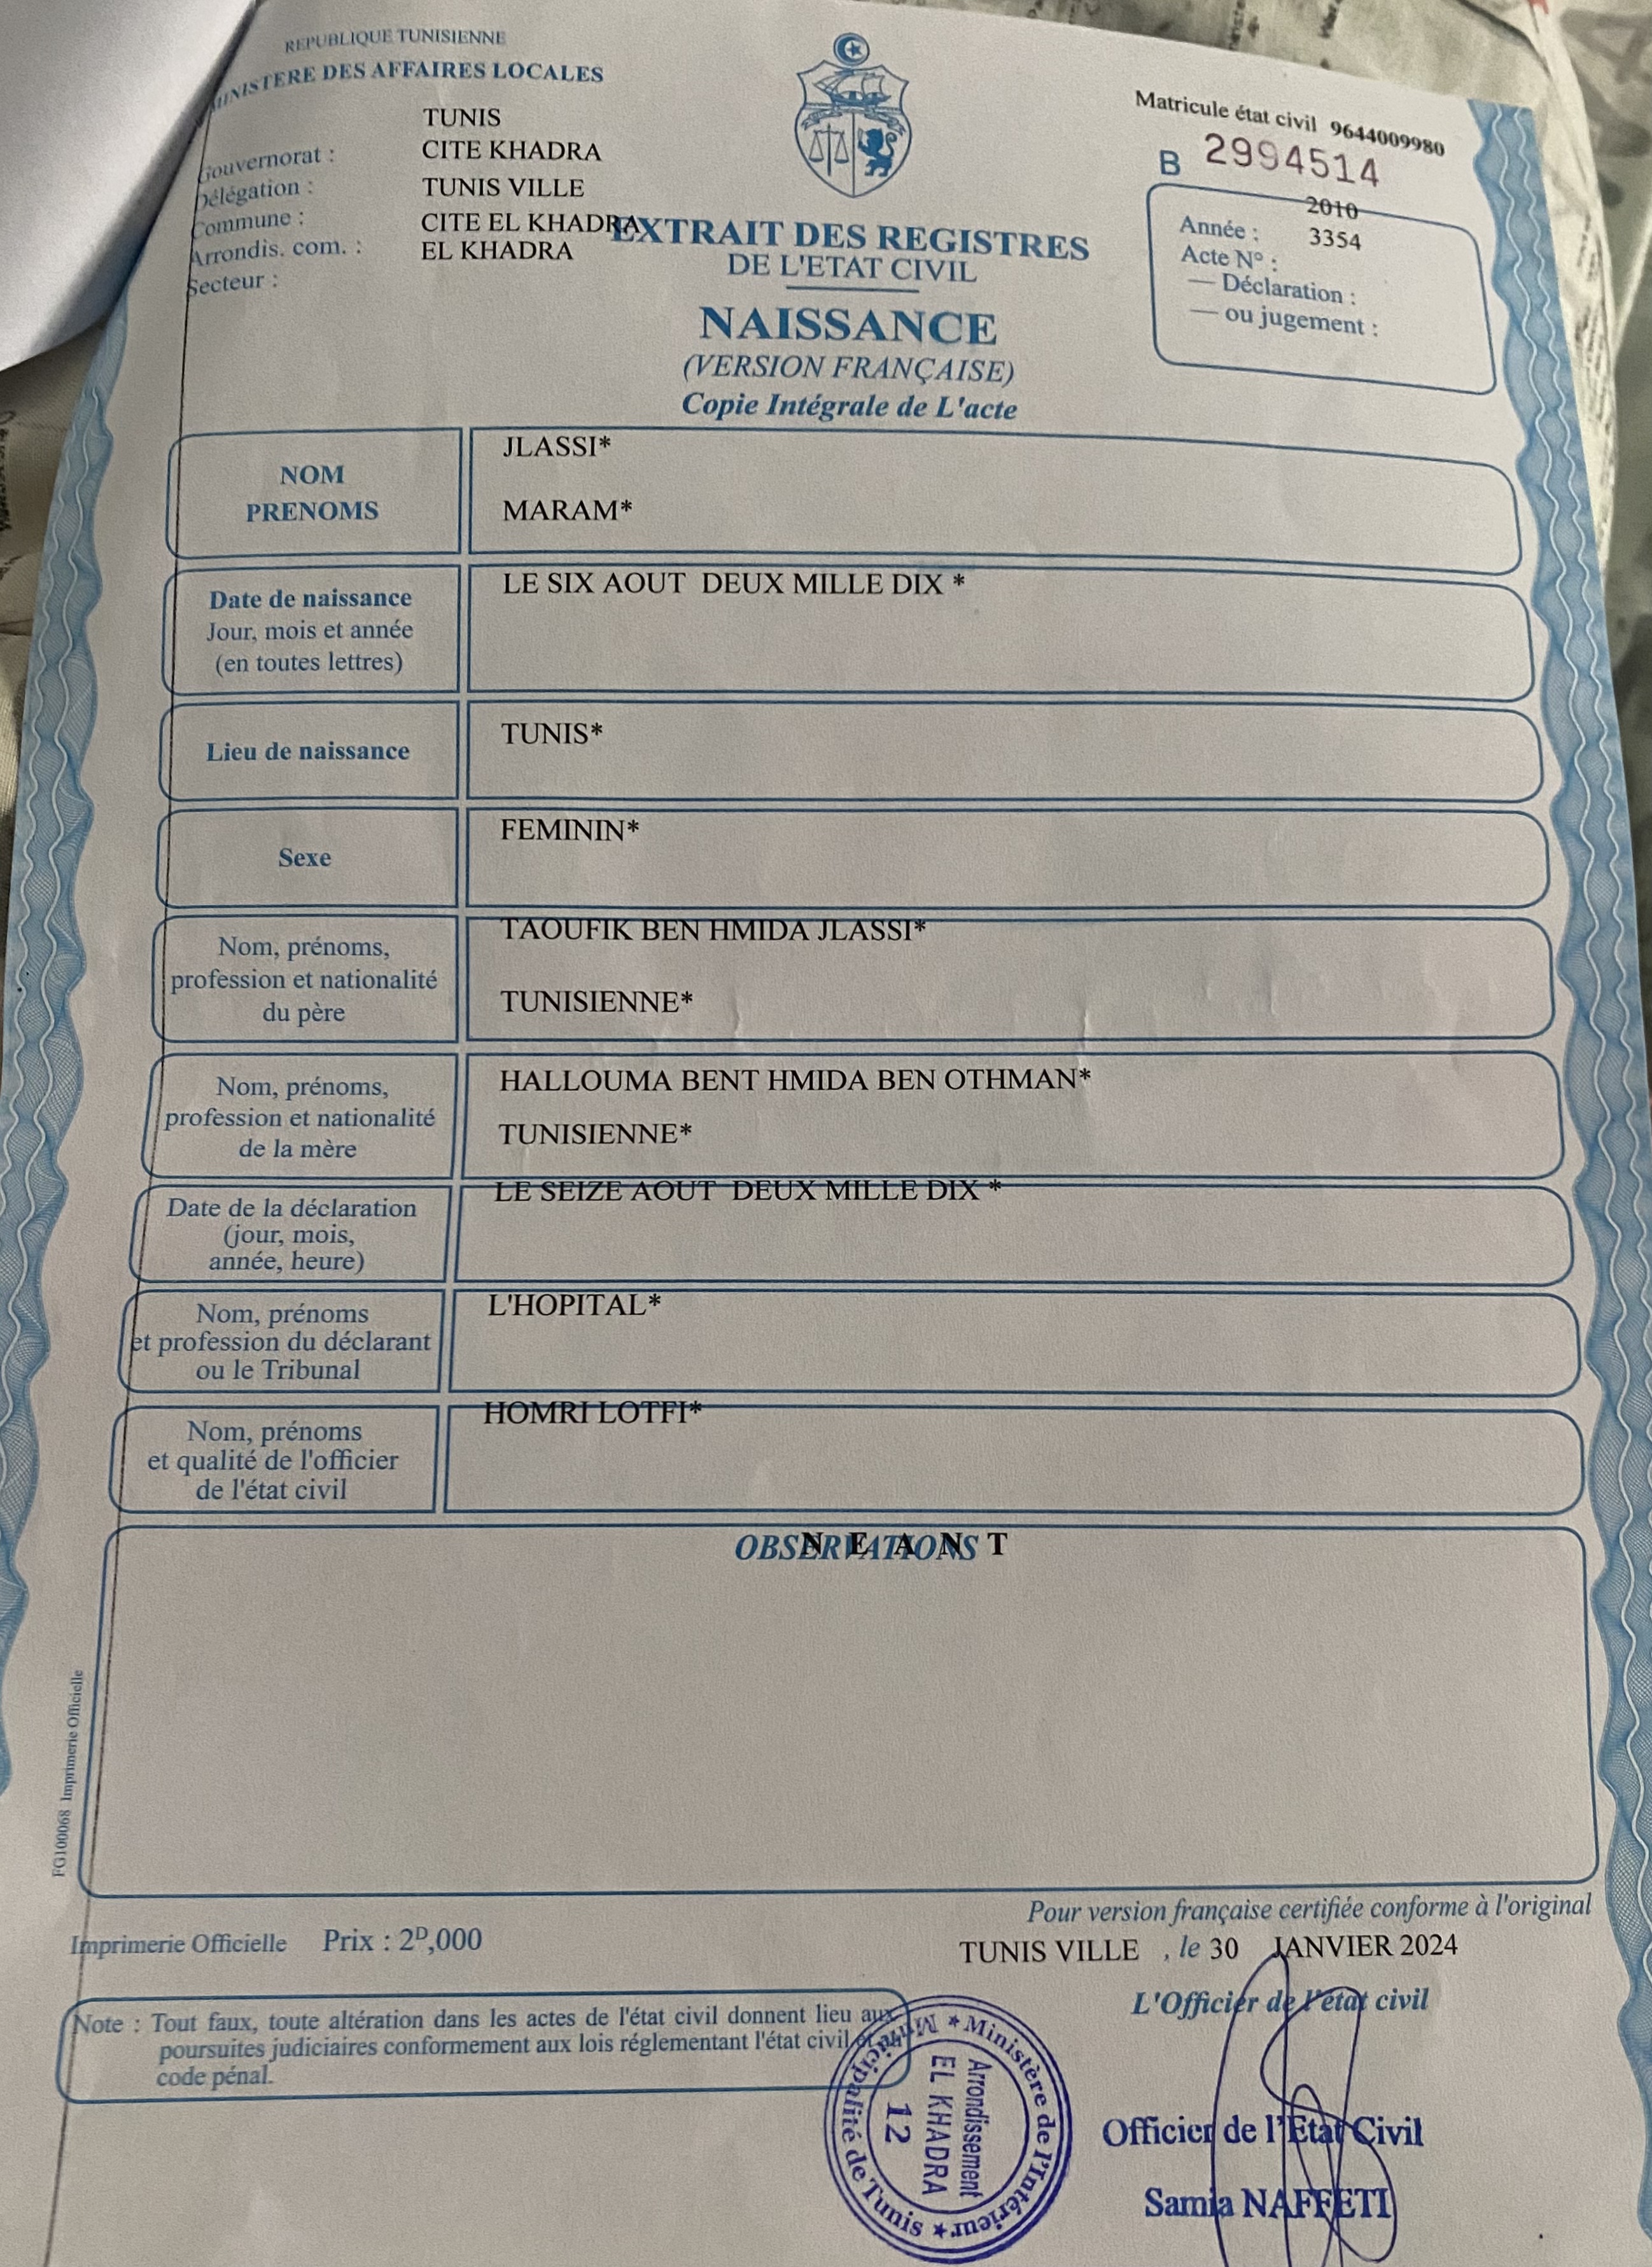 REPUBLIQUE TUNISIENNE
MINISTERE DES AFFAIRES LOCALES
Gouvernorat : TUNIS
Délégation : CITE KHADRA
Commune : TUNIS VILLE
Arrondis. com. : CITE EL KHADRA
Secteur : EL KHADRA
Matricule état civil 9644009980
B 2994514
Année : 2010
Acte N° : 3354
— Déclaration :
— ou jugement :
EXTRAIT DES REGISTRES
DE L'ETAT CIVIL
NAISSANCE
(VERSION FRANÇAISE)
Copie Intégrale de L'acte
NOM JLASSI*
PRENOMS MARAM*
Date de naissance
Jour, mois et année
(en toutes lettres)
LE SIX AOUT DEUX MILLE DIX *
Lieu de naissance TUNIS*
Sexe FEMININ*
Nom, prénoms,
profession et nationalité
du père
TAOUFIK BEN HMIDA JLASSI*
TUNISIENNE*
Nom, prénoms,
profession et nationalité
de la mère
HALLOUMA BENT HMIDA BEN OTHMAN*
TUNISIENNE*
Date de la déclaration
(jour, mois,
année, heure)
LE SEIZE AOUT DEUX MILLE DIX *
Nom, prénoms
et profession du déclarant
ou le Tribunal
L'HOPITAL*
Nom, prénoms
et qualité de l'officier
de l'état civil
HOMRI LOTFI*
OBSERVATIONS
N E A N T
FG100068 Imprimerie Officielle
Pour version française certifiée conforme à l'original
Imprimerie Officielle Prix : 2ᴰ,000
TUNIS VILLE , le 30 JANVIER 2024
L'Officier de l'état civil
Note : Tout faux, toute altération dans les actes de l'état civil donnent lieu aux
poursuites judiciaires conformement aux lois réglementant l'état civil et au
code pénal.
Ministère de l'Intérieur ★ Municipalité de Tunis ★
Arrondissement
EL KHADRA
12
Officier de l'Etat Civil
Samia NAFFETI